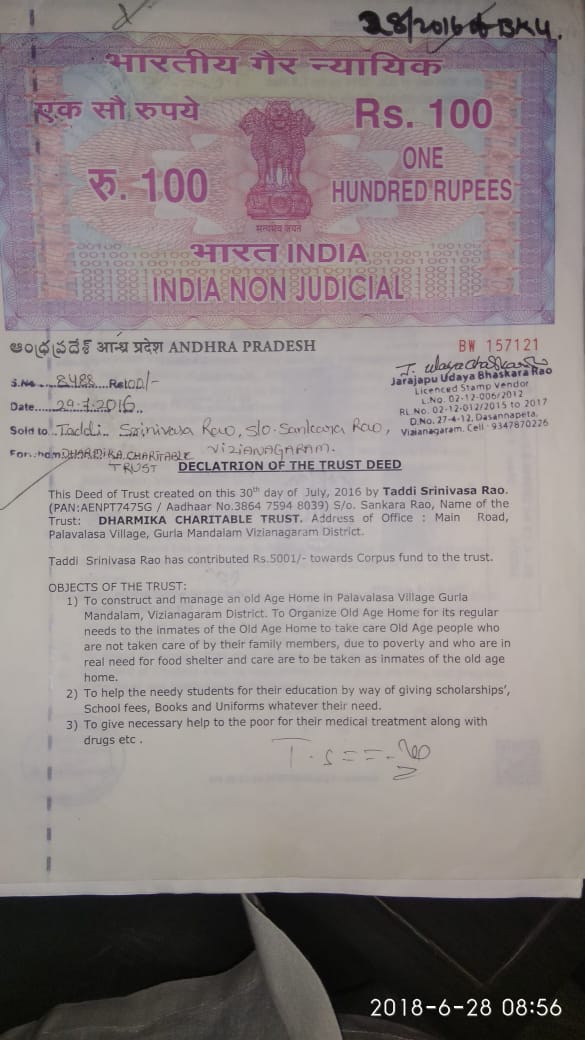 28/2016 of BK4.
भारतीय गैर न्यायिक
एक सौ रुपये
Rs. 100
रु. 100
ONE
HUNDRED RUPEES
सत्यमेव जयते
भारत INDIA
INDIA NON JUDICIAL
ఆంధ్రప్రదేశ్ आन्ध्र प्रदेश ANDHRA PRADESH
BW 157121
S.No....8488...Rs.100/-
Date......29-7-2016..
Sold to..Taddi. Srinivasa Rao, S/o. Sankara Rao,
For whom DHARMIKA CHARITABLE VIZIANAGARAM.
TRUST
T. Udaya Bhaskara Rao
Jarajapu Udaya Bhaskara Rao
Licenced Stamp Vendor
L.No. 02-12-006/2012
RL No. 02-12-012/2015 to 2017
D.No. 27-4-12, Dasannapeta,
Vizianagaram. Cell : 9347870226
DECLATRION OF THE TRUST DEED
This Deed of Trust created on this 30th day of July, 2016 by Taddi Srinivasa Rao.
(PAN:AENPT7475G / Aadhaar No.3864 7594 8039) S/o. Sankara Rao, Name of the
Trust: DHARMIKA CHARITABLE TRUST. Address of Office : Main Road,
Palavalasa Village, Gurla Mandalam Vizianagaram District.
Taddi Srinivasa Rao has contributed Rs.5001/- towards Corpus fund to the trust.
OBJECTS OF THE TRUST:
1) To construct and manage an old Age Home in Palavalasa Village Gurla
Mandalam, Vizianagaram District. To Organize Old Age Home for its regular
needs to the inmates of the Old Age Home to take care Old Age people who
are not taken care of by their family members, due to poverty and who are in
real need for food shelter and care are to be taken as inmates of the old age
home.
2) To help the needy students for their education by way of giving scholarships',
School fees, Books and Uniforms whatever their need.
3) To give necessary help to the poor for their medical treatment along with
drugs etc .
2018-6-28 08:56